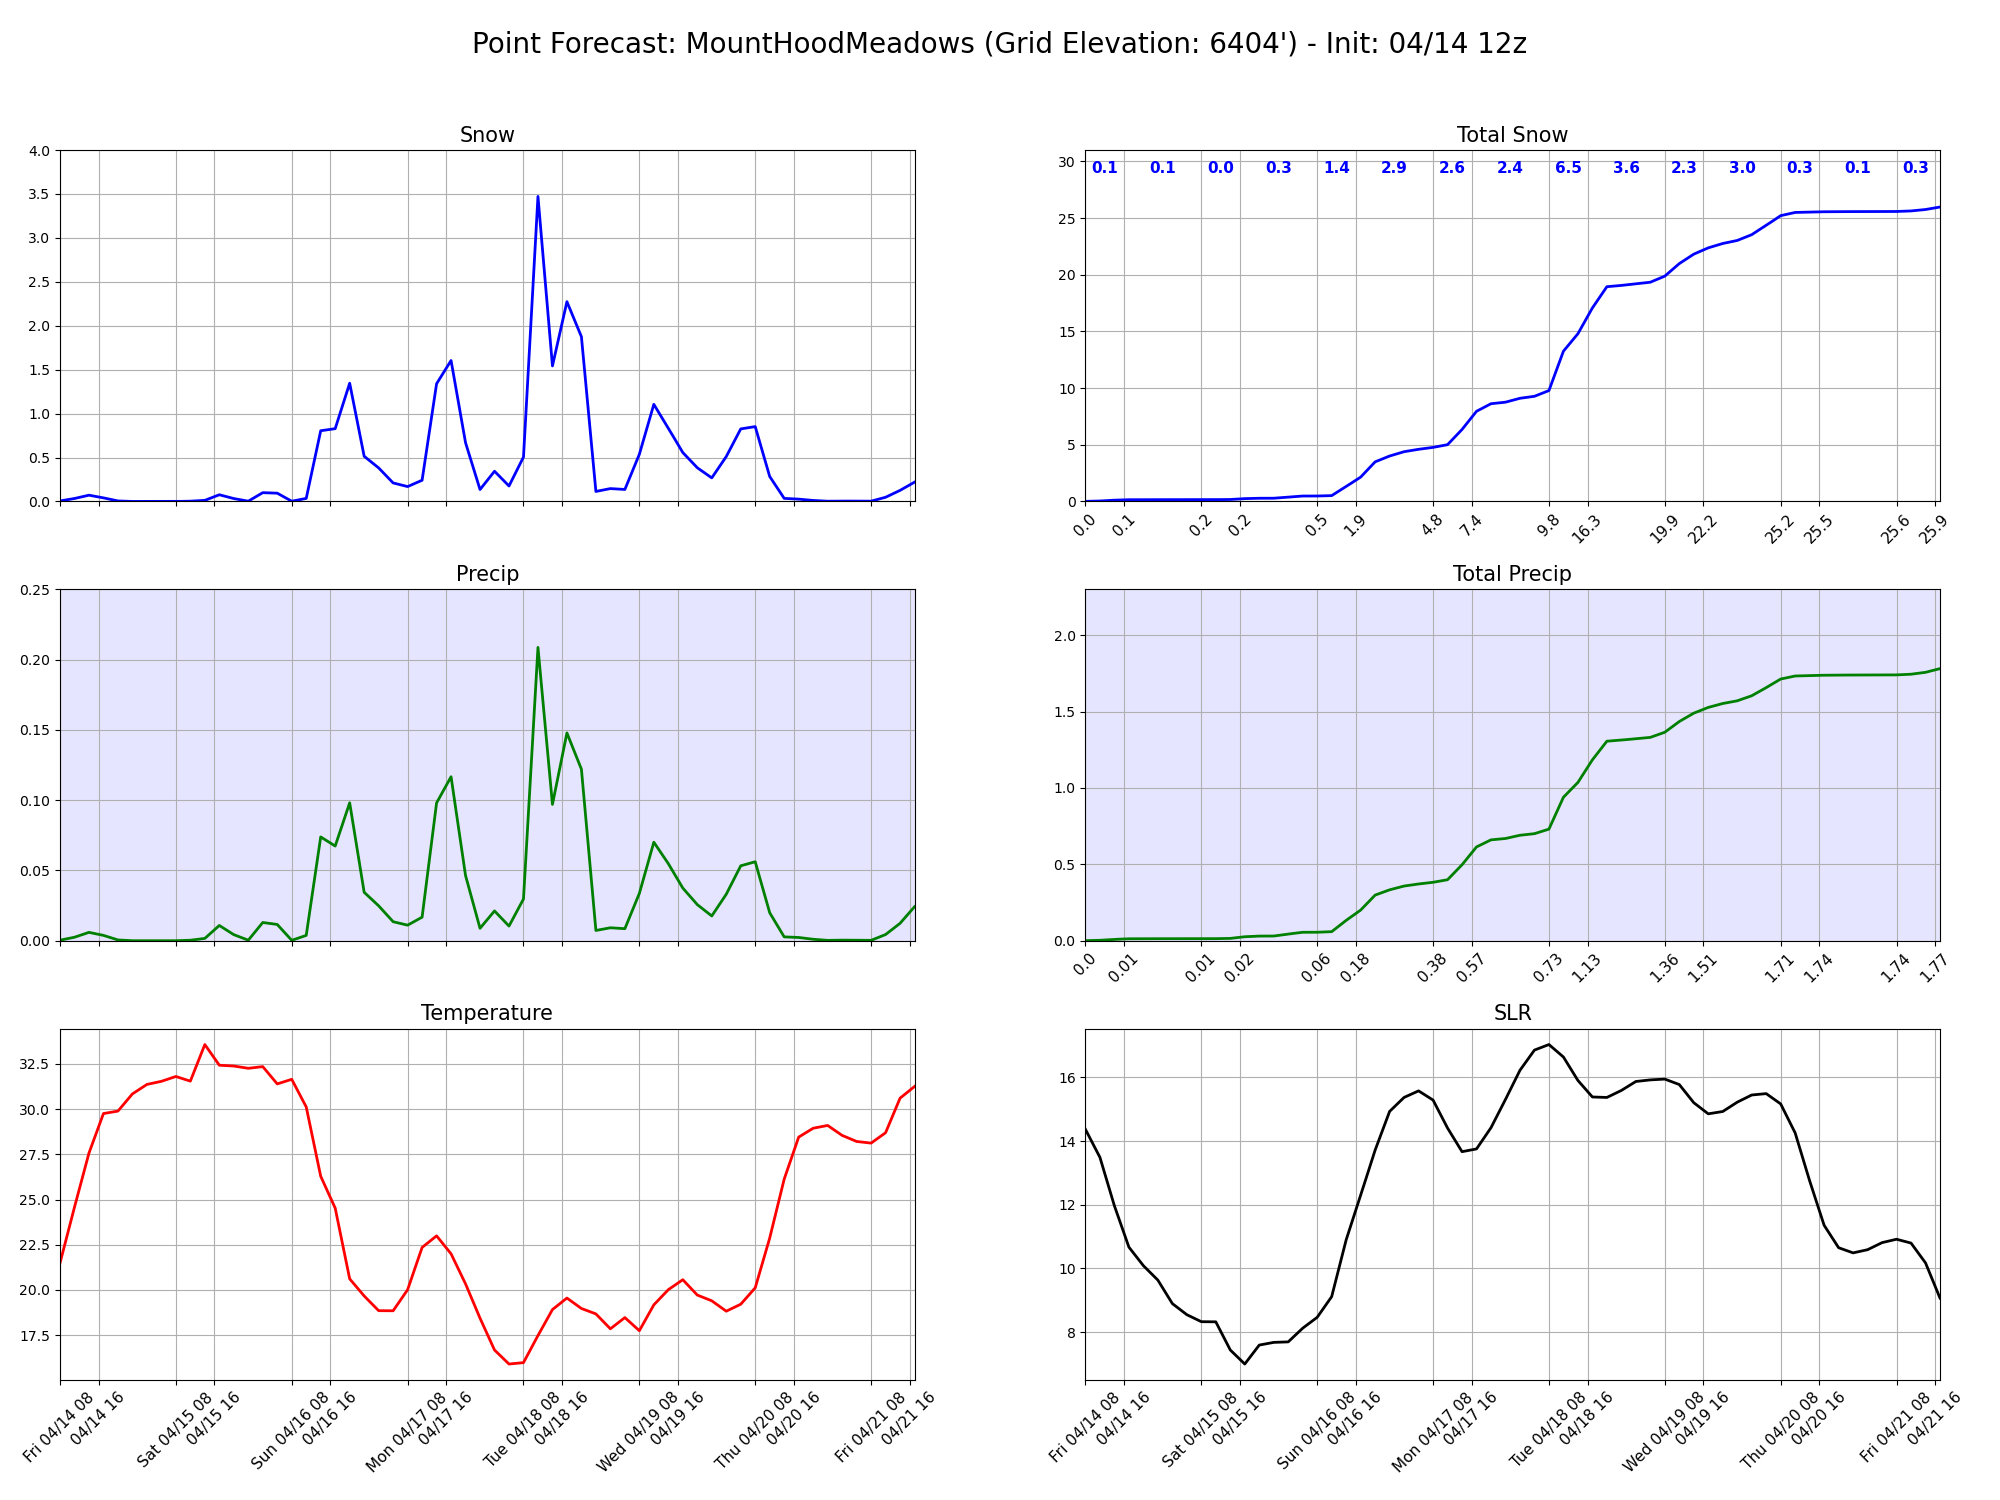 Point Forecast: MountHoodMeadows (Grid Elevation: 6404') - Init: 04/14 12z
Snow
4.0
3.5
3.0
2.5
2.0
1.5
1.0
0.5
0.0
Total Snow
0.1 0.1 0.0 0.3 1.4 2.9 2.6 2.4 6.5 3.6 2.3 3.0 0.3 0.1 0.3
30
25
20
15
10
5
0
0.0 0.1 0.2 0.2 0.5 1.9 4.8 7.4 9.8 16.3 19.9 22.2 25.2 25.5 25.6 25.9
Precip
0.25
0.20
0.15
0.10
0.05
0.00
Total Precip
2.0
1.5
1.0
0.5
0.0
0.0 0.01 0.01 0.02 0.06 0.18 0.38 0.57 0.73 1.13 1.36 1.51 1.71 1.74 1.74 1.77
Temperature
32.5
30.0
27.5
25.0
22.5
20.0
17.5
Fri 04/14 08
04/14 16
Sat 04/15 08
04/15 16
Sun 04/16 08
04/16 16
Mon 04/17 08
04/17 16
Tue 04/18 08
04/18 16
Wed 04/19 08
04/19 16
Thu 04/20 08
04/20 16
Fri 04/21 08
04/21 16
SLR
16
14
12
10
8
Fri 04/14 08
04/14 16
Sat 04/15 08
04/15 16
Sun 04/16 08
04/16 16
Mon 04/17 08
04/17 16
Tue 04/18 08
04/18 16
Wed 04/19 08
04/19 16
Thu 04/20 08
04/20 16
Fri 04/21 08
04/21 16